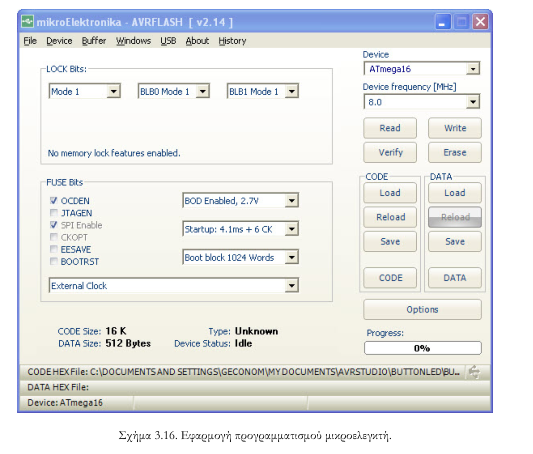 mikroElektronika - AVRFLASH [ v2.14 ]
File Device Buffer Windows USB About History
Device
ATmega16
Device frequency [MHz]
8.0
LOCK Bits:
Mode 1 BLB0 Mode 1 BLB1 Mode 1
No memory lock features enabled.
Read Write
Verify Erase
FUSE Bits
OCDEN
JTAGEN
SPI Enable
CKOPT
EESAVE
BOOTRST
BOD Enabled, 2.7V
Startup: 4.1ms + 6 CK
Boot block 1024 Words
External Clock
CODE DATA
Load Load
Reload Reload
Save Save
CODE DATA
Options
CODE Size: 16 K Type: Unknown
DATA Size: 512 Bytes Device Status: Idle
Progress:
0%
CODE HEX File: C:\DOCUMENTS AND SETTINGS\GECONOM\MY DOCUMENTS\AVRSTUDIO\BUTTONLED\BU...
DATA HEX File:
Device: ATmega16
Σχήμα 3.16. Εφαρμογή προγραμματισμού μικροελεγκτή.